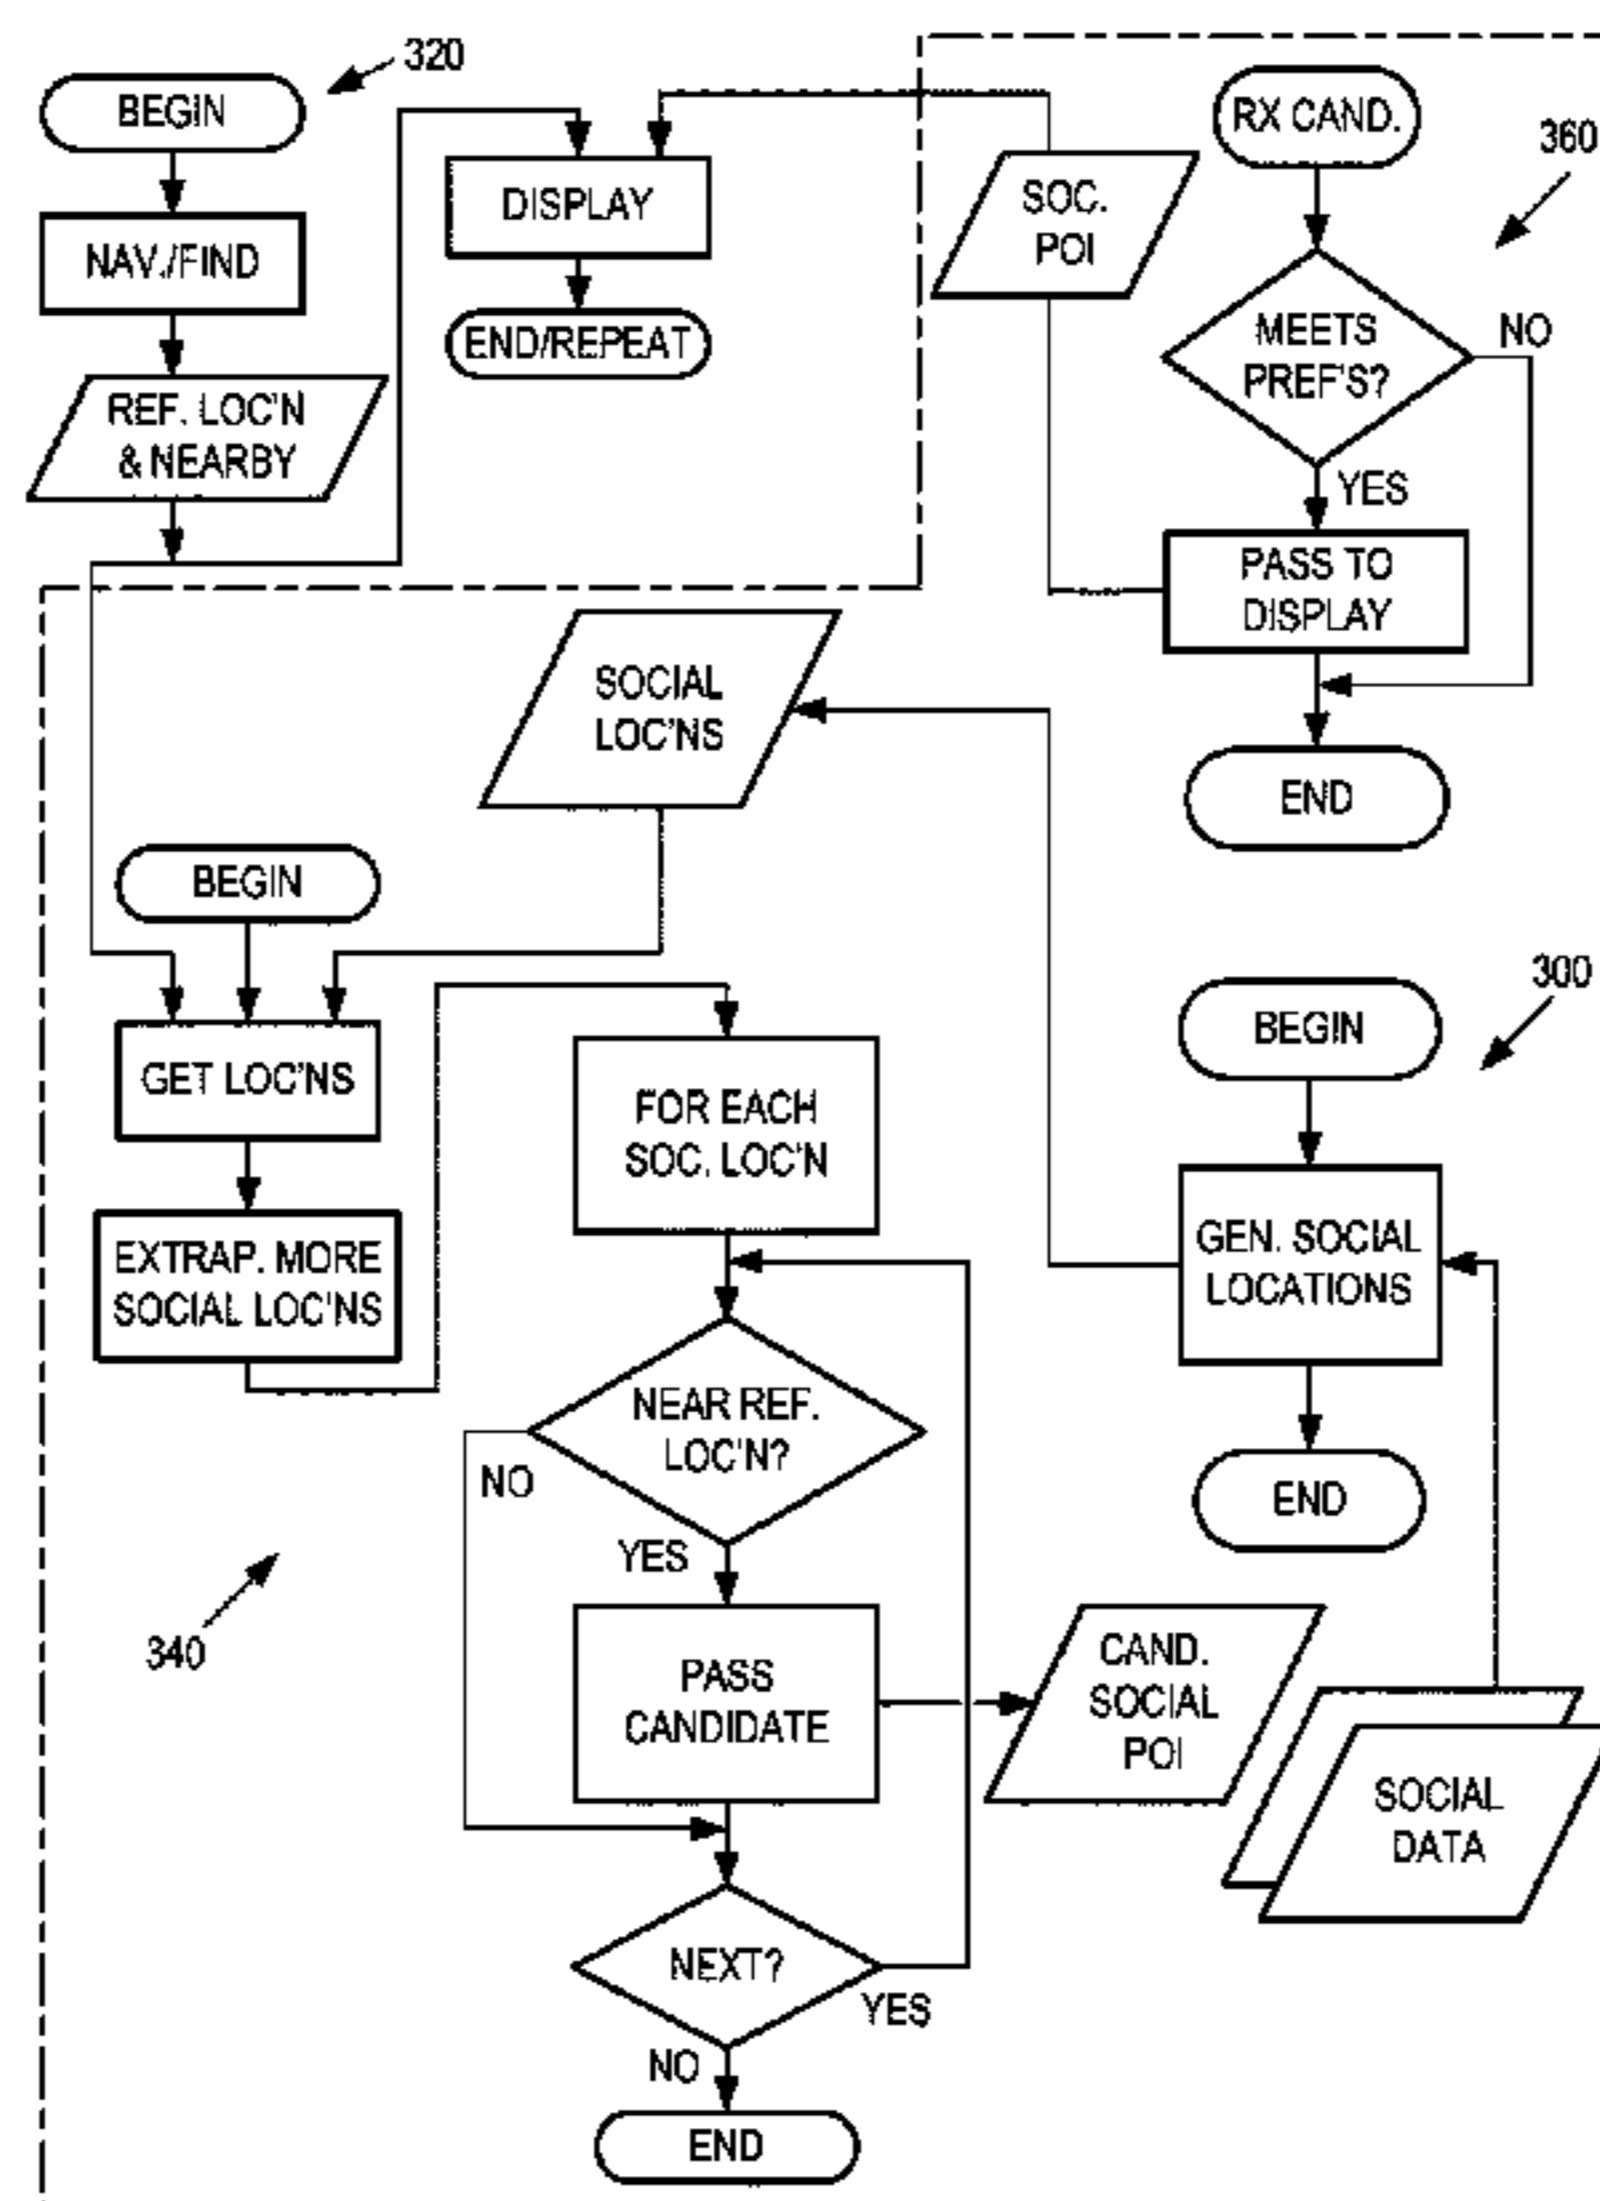 320
BEGIN
NAV./FIND
REF. LOC'N
& NEARBY
DISPLAY
END/REPEAT
SOC.
POI
RX CAND.
360
MEETS
PREF'S?
NO
YES
PASS TO
DISPLAY
END
SOCIAL
LOC'NS
BEGIN
GET LOC'NS
EXTRAP. MORE
SOCIAL LOC'NS
340
FOR EACH
SOC. LOC'N
NEAR REF.
LOC'N?
NO
YES
PASS
CANDIDATE
CAND.
SOCIAL
POI
NEXT?
YES
NO
END
300
BEGIN
GEN. SOCIAL
LOCATIONS
END
SOCIAL
DATA